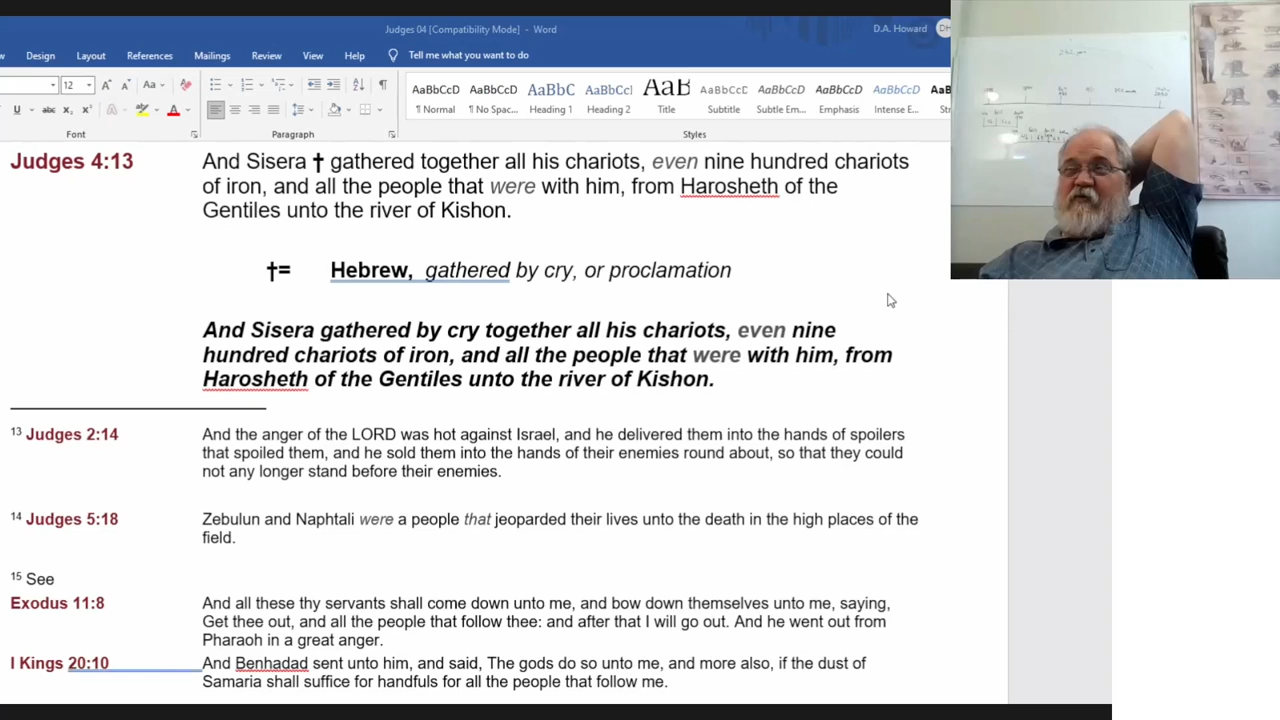 Judges 04 [Compatibility Mode] - Word
D.A. Howard
DH
Design Layout References Mailings Review View Help Tell me what you want to do
12 A A Aa
U abc x₂ x² A
AaBbCcD AaBbCcD AaBbC AaBbCcI AaB AaBbCcD AaBbCcD AaBbCcD AaBbCcD
¶ Normal ¶ No Spac... Heading 1 Heading 2 Title Subtitle Subtle Em... Emphasis Intense E...
Font Paragraph Styles
Judges 4:13 And Sisera † gathered together all his chariots, even nine hundred chariots
of iron, and all the people that were with him, from Harosheth of the
Gentiles unto the river of Kishon.
†= Hebrew, gathered by cry, or proclamation
And Sisera gathered by cry together all his chariots, even nine
hundred chariots of iron, and all the people that were with him, from
Harosheth of the Gentiles unto the river of Kishon.
13 Judges 2:14 And the anger of the LORD was hot against Israel, and he delivered them into the hands of spoilers
that spoiled them, and he sold them into the hands of their enemies round about, so that they could
not any longer stand before their enemies.
14 Judges 5:18 Zebulun and Naphtali were a people that jeoparded their lives unto the death in the high places of the
field.
15 See
Exodus 11:8 And all these thy servants shall come down unto me, and bow down themselves unto me, saying,
Get thee out, and all the people that follow thee: and after that I will go out. And he went out from
Pharaoh in a great anger.
I Kings 20:10 And Benhadad sent unto him, and said, The gods do so unto me, and more also, if the dust of
Samaria shall suffice for handfuls for all the people that follow me.